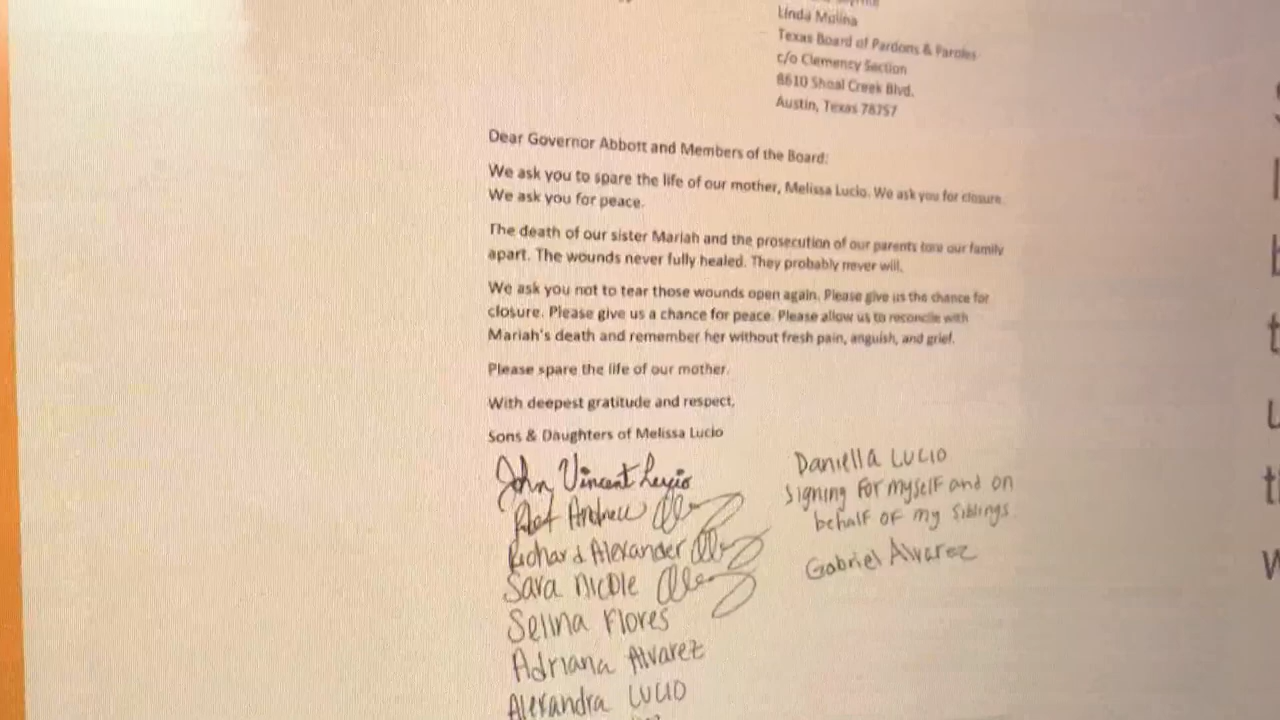 Linda Molina
Texas Board of Pardons & Paroles
c/o Clemency Section
8610 Shoal Creek Blvd.
Austin, Texas 78757
Dear Governor Abbott and Members of the Board:
We ask you to spare the life of our mother, Melissa Lucio. We ask you for closure.
We ask you for peace.
The death of our sister Mariah and the prosecution of our parents tore our family
apart. The wounds never fully healed. They probably never will.
We ask you not to tear those wounds open again. Please give us the chance for
closure. Please give us a chance for peace. Please allow us to reconcile with
Mariah's death and remember her without fresh pain, anguish, and grief.
Please spare the life of our mother.
With deepest gratitude and respect,
Sons & Daughters of Melissa Lucio
John Vincent Lucio
Andrew
Richard Alexander
Sara Nicole
Selina Flores
Adriana Alvarez
Alexandra LUCIO
Daniella LUCIO
signing for myself and on
behalf of my siblings.
Gabriel Alvarez